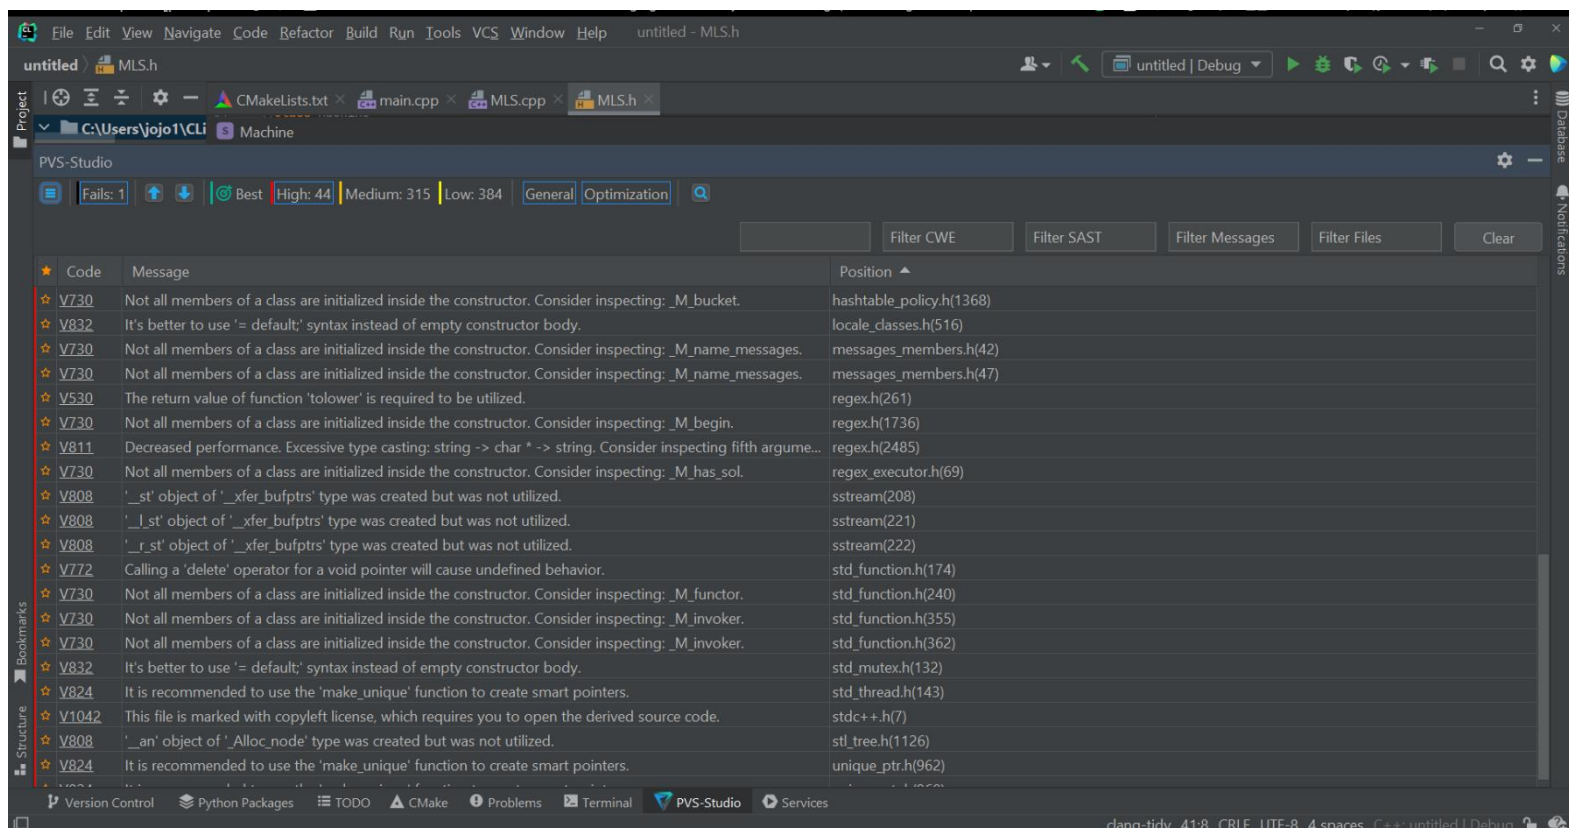 File Edit View Navigate Code Refactor Build Run Tools VCS Window Help untitled - MLS.h
untitled MLS.h untitled | Debug
CMakeLists.txt main.cpp MLS.cpp MLS.h
C:\Users\jojo1\CLi S Machine
PVS-Studio
Fails: 1 Best High: 44 Medium: 315 Low: 384 General Optimization
Filter CWE Filter SAST Filter Messages Filter Files Clear
Code Message Position
V730 Not all members of a class are initialized inside the constructor. Consider inspecting: _M_bucket. hashtable_policy.h(1368)
V832 It's better to use '= default;' syntax instead of empty constructor body. locale_classes.h(516)
V730 Not all members of a class are initialized inside the constructor. Consider inspecting: _M_name_messages. messages_members.h(42)
V730 Not all members of a class are initialized inside the constructor. Consider inspecting: _M_name_messages. messages_members.h(47)
V530 The return value of function 'tolower' is required to be utilized. regex.h(261)
V730 Not all members of a class are initialized inside the constructor. Consider inspecting: _M_begin. regex.h(1736)
V811 Decreased performance. Excessive type casting: string -> char * -> string. Consider inspecting fifth argume... regex.h(2485)
V730 Not all members of a class are initialized inside the constructor. Consider inspecting: _M_has_sol. regex_executor.h(69)
V808 '__st' object of '__xfer_bufptrs' type was created but was not utilized. sstream(208)
V808 '__l_st' object of '__xfer_bufptrs' type was created but was not utilized. sstream(221)
V808 '__r_st' object of '__xfer_bufptrs' type was created but was not utilized. sstream(222)
V772 Calling a 'delete' operator for a void pointer will cause undefined behavior. std_function.h(174)
V730 Not all members of a class are initialized inside the constructor. Consider inspecting: _M_functor. std_function.h(240)
V730 Not all members of a class are initialized inside the constructor. Consider inspecting: _M_invoker. std_function.h(355)
V730 Not all members of a class are initialized inside the constructor. Consider inspecting: _M_invoker. std_function.h(362)
V832 It's better to use '= default;' syntax instead of empty constructor body. std_mutex.h(132)
V824 It is recommended to use the 'make_unique' function to create smart pointers. std_thread.h(143)
V1042 This file is marked with copyleft license, which requires you to open the derived source code. stdc++.h(7)
V808 '__an' object of '_Alloc_node' type was created but was not utilized. stl_tree.h(1126)
V824 It is recommended to use the 'make_unique' function to create smart pointers. unique_ptr.h(962)
Version Control Python Packages TODO CMake Problems Terminal PVS-Studio Services
clang-tidy 41:8 CRLF UTF-8 4 spaces C++: untitled | Debug
Project
Bookmarks
Structure
Database
Notifications